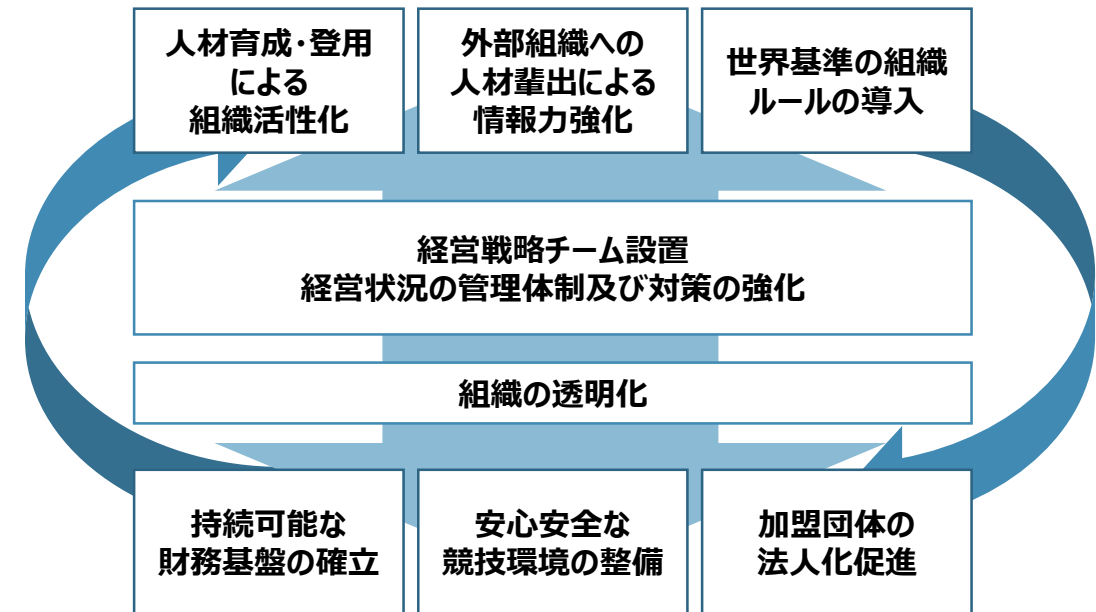 人材育成・登用
による
組織活性化
外部組織への
人材輩出による
情報力強化
世界基準の組織
ルールの導入
経営戦略チーム設置
経営状況の管理体制及び対策の強化
組織の透明化
持続可能な
財務基盤の確立
安心安全な
競技環境の整備
加盟団体の
法人化促進